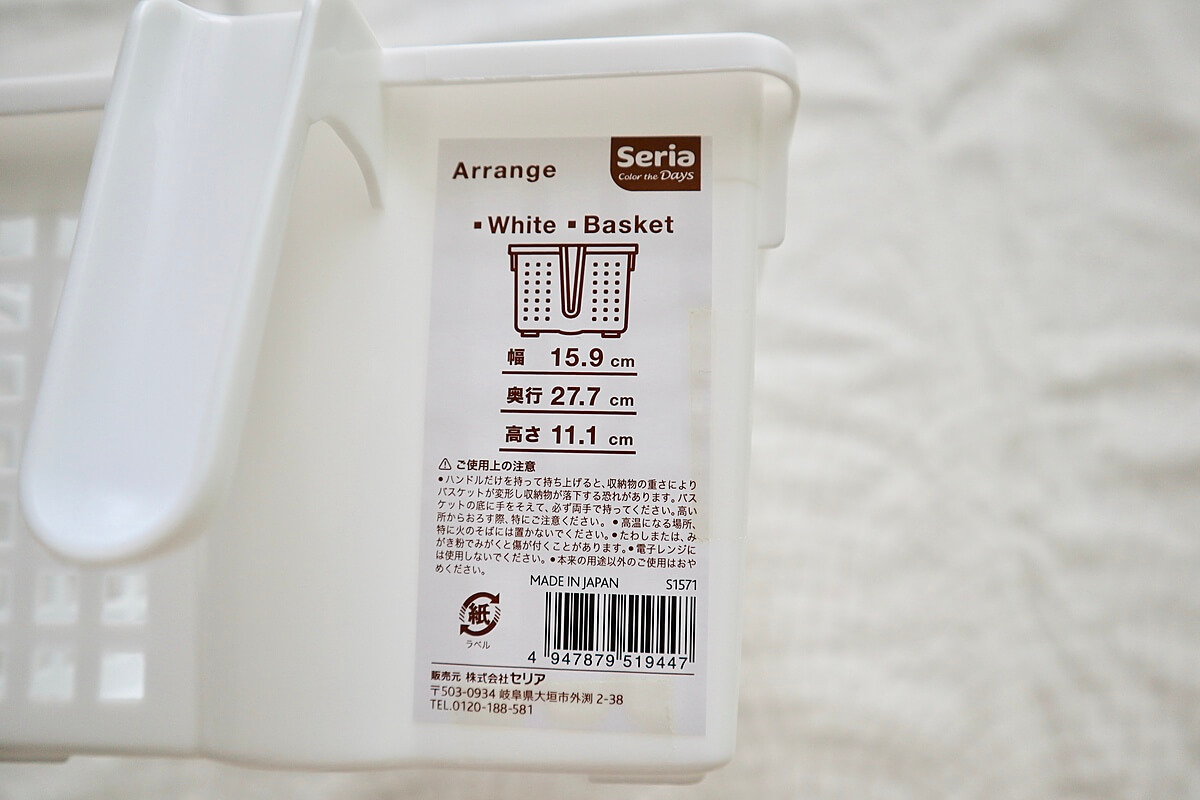 Arrange
Seria
Color the Days
▪White ▪Basket
幅 15.9 cm
奥行 27.7 cm
高さ 11.1 cm
⚠ ご使用上の注意
●ハンドルだけを持って持ち上げると、収納物の重さにより
バスケットが変形し収納物が落下する恐れがあります。バス
ケットの底に手をそえて、必ず両手で持ってください。高い
所からおろす際、特にご注意ください。●高温になる場所、
特に火のそばには置かないでください。●たわしまたは、み
がき粉でみがくと傷が付くことがあります。●電子レンジに
は使用しないでください。●本来の用途以外のご使用はおや
めください。
MADE IN JAPAN S1571
紙
ラベル
4 947879 519447
販売元 株式会社セリア
〒503-0934 岐阜県大垣市外渕 2-38
TEL.0120-188-581